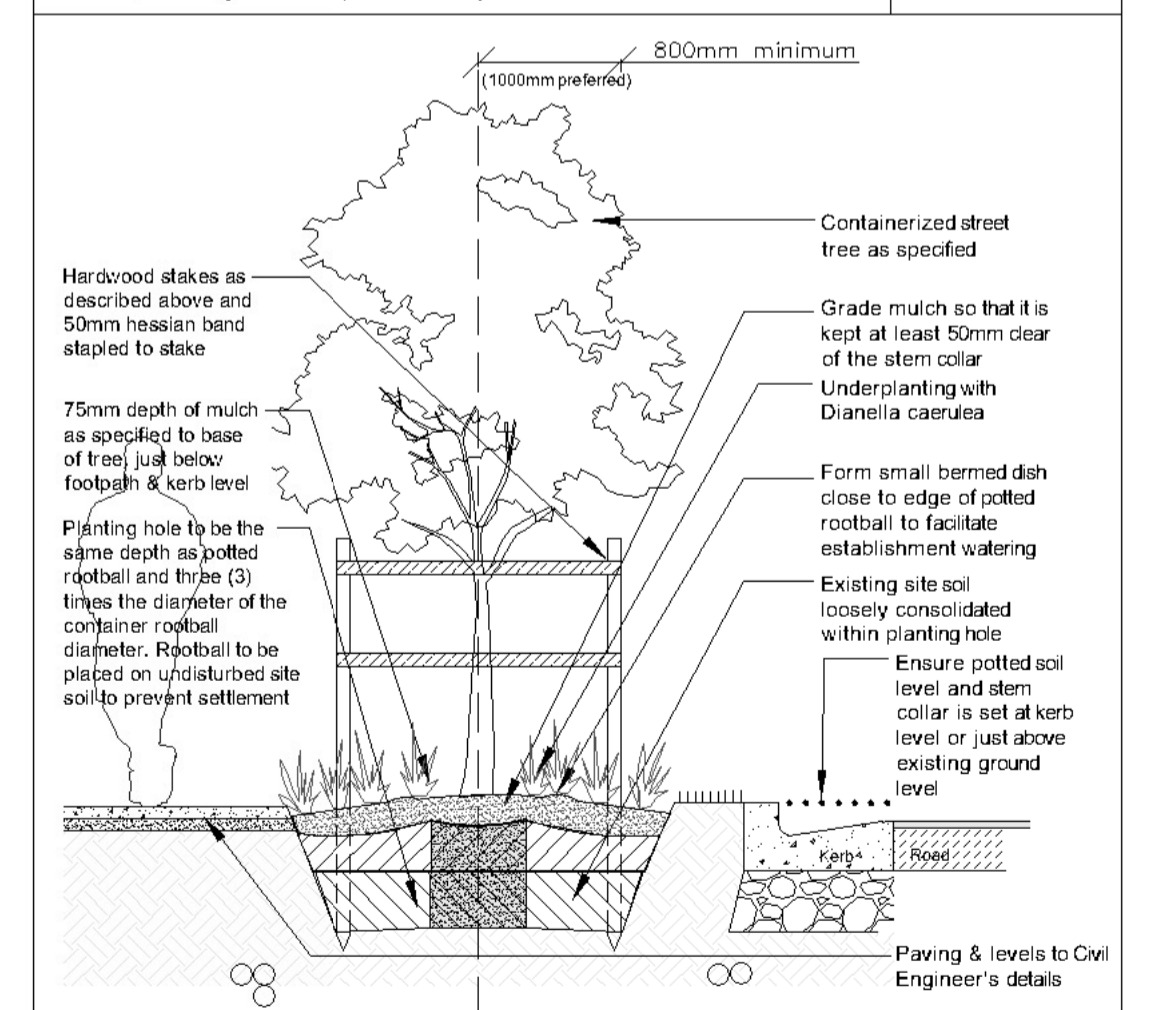 800mm minimum
(1000mm preferred)
Containerized street
tree as specified
Hardwood stakes as
described above and
50mm hessian band
stapled to stake
Grade mulch so that it is
kept at least 50mm clear
of the stem collar
Underplanting with
Dianella caerulea
75mm depth of mulch
as specified to base
of tree, just below
footpath & kerb level
Form small bermed dish
close to edge of potted
rootball to facilitate
establishment watering
Planting hole to be the
same depth as potted
rootball and three (3)
times the diameter of the
container rootball
diameter. Rootball to be
placed on undisturbed site
soil to prevent settlement
Existing site soil
loosely consolidated
within planting hole
Ensure potted soil
level and stem
collar is set at kerb
level or just above
existing ground
level
Kerb
Road
Paving & levels to Civil
Engineer's details